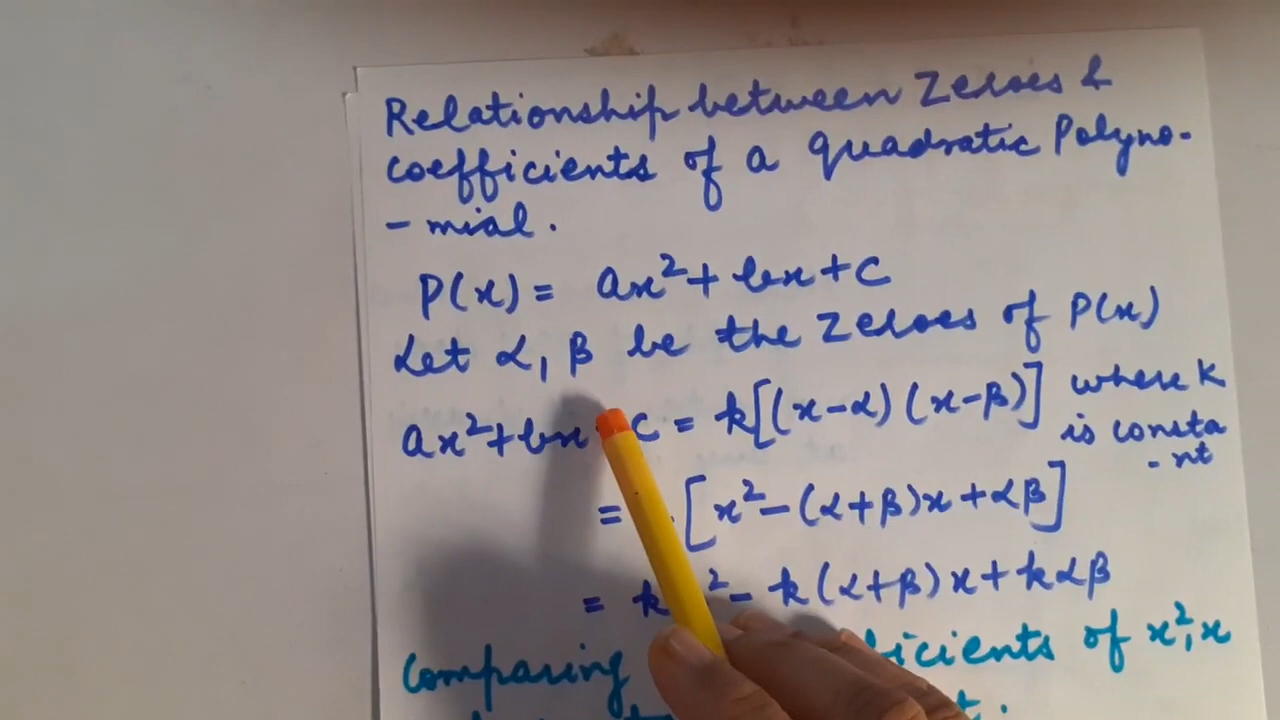 Relationship between Zeroes &
coefficients of a quadratic Polyno-
-mial.
P(x) = ax²+bx+c
Let α, β be the Zeroes of P(x)
ax²+bx c = k[(x-α)(x-β)] where k
is consta
-nt
= [x²-(α+β)x+αβ]
= k ²- k(α+β)x+kαβ
Comparing of x²,x